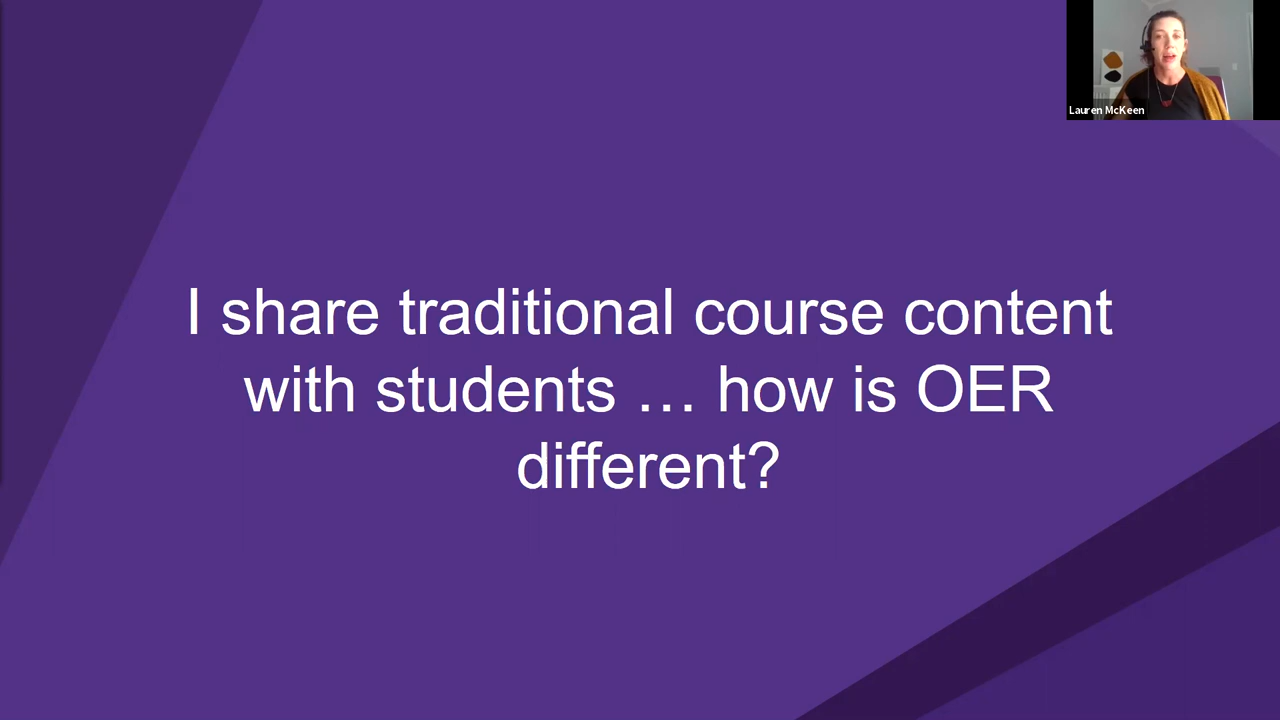 Lauren McKeen
I share traditional course content
with students … how is OER
different?